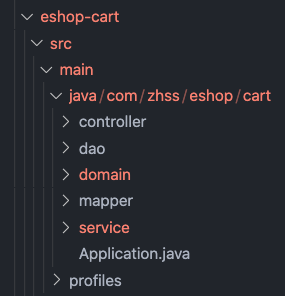 eshop-cart
src
main
java/com/zhss/eshop/cart
controller
dao
domain
mapper
service
Application.java
profiles